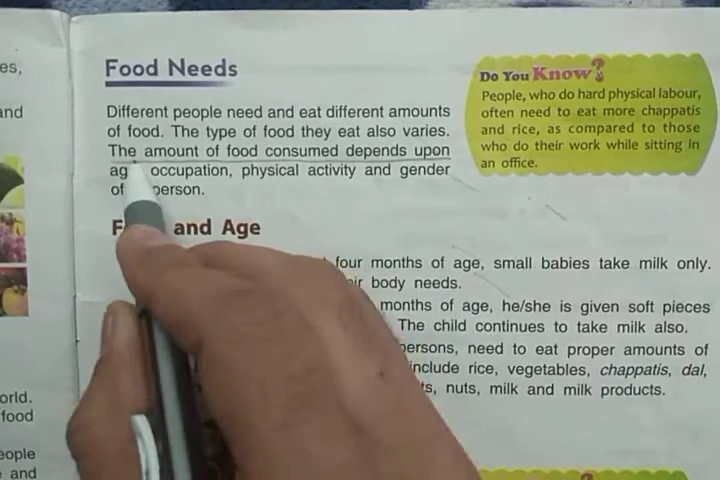 es,
and
orld.
food
eople
and
Food Needs
Different people need and eat different amounts
of food. The type of food they eat also varies.
The amount of food consumed depends upon
ag occupation, physical activity and gender
of person.
Do You Know?
People, who do hard physical labour,
often need to eat more chappatis
and rice, as compared to those
who do their work while sitting in
an office.
F and Age
four months of age, small babies take milk only.
ir body needs.
months of age, he/she is given soft pieces
The child continues to take milk also.
persons, need to eat proper amounts of
include rice, vegetables, chappatis, dal,
ts, nuts, milk and milk products.